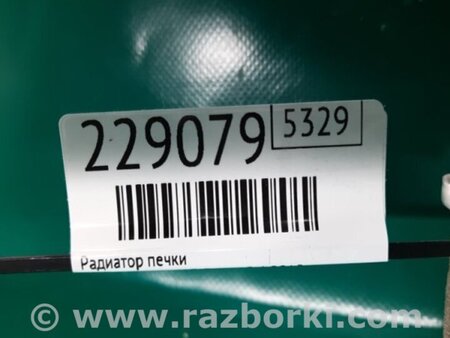 229079 5329
Радиатор печки
© www.razborki.com